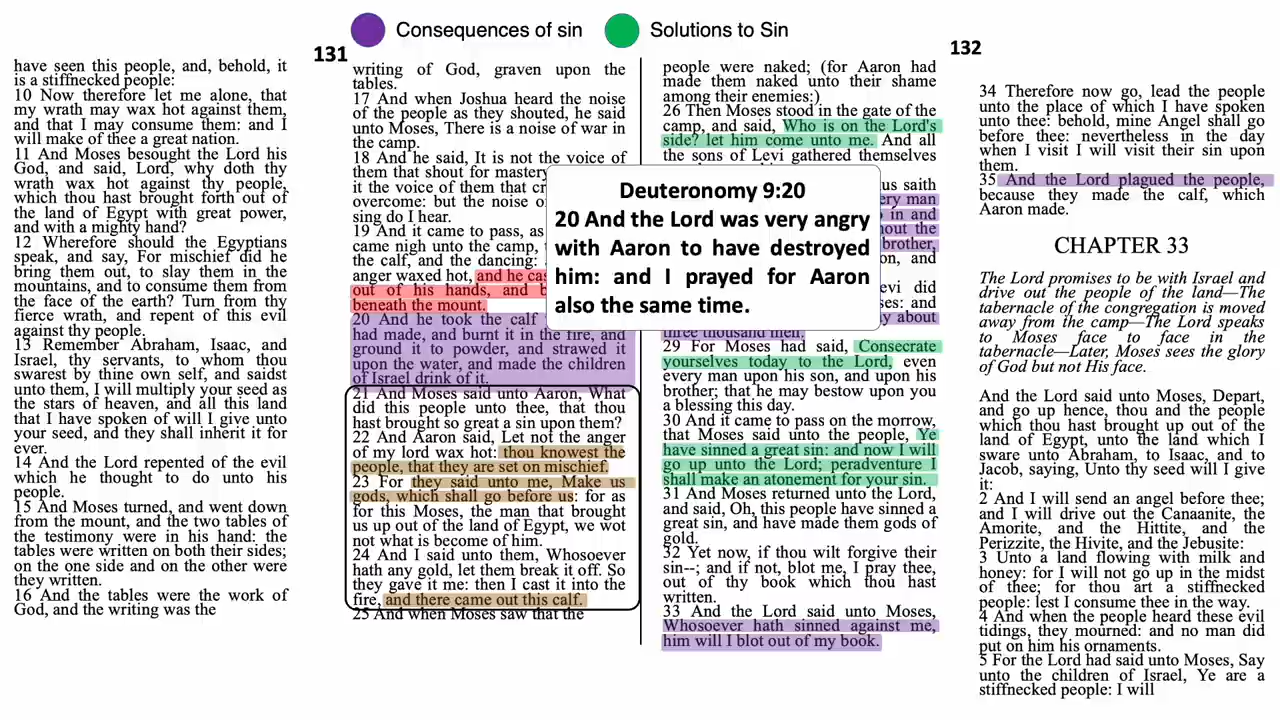 Consequences of sin
Solutions to Sin
131
132
have seen this people, and, behold, it
is a stiffnecked people:
10 Now therefore let me alone, that
my wrath may wax hot against them,
and that I may consume them: and I
will make of thee a great nation.
11 And Moses besought the Lord his
God, and said, Lord, why doth thy
wrath wax hot against thy people,
which thou hast brought forth out of
the land of Egypt with great power,
and with a mighty hand?
12 Wherefore should the Egyptians
speak, and say, For mischief did he
bring them out, to slay them in the
mountains, and to consume them from
the face of the earth? Turn from thy
fierce wrath, and repent of this evil
against thy people.
13 Remember Abraham, Isaac, and
Israel, thy servants, to whom thou
swarest by thine own self, and saidst
unto them, I will multiply your seed as
the stars of heaven, and all this land
that I have spoken of will I give unto
your seed, and they shall inherit it for
ever.
14 And the Lord repented of the evil
which he thought to do unto his
people.
15 And Moses turned, and went down
from the mount, and the two tables of
the testimony were in his hand: the
tables were written on both their sides;
on the one side and on the other were
they written.
16 And the tables were the work of
God, and the writing was the
writing of God, graven upon the
tables.
17 And when Joshua heard the noise
of the people as they shouted, he said
unto Moses, There is a noise of war in
the camp.
18 And he said, It is not the voice of
them that shout for mastery
it the voice of them that
overcome: but the noise
sing do I hear.
19 And it came to pass, as
came nigh unto the camp,
the calf, and the dancing:
anger waxed hot, and he
out of his hands, and
beneath the mount.
20 And he took the calf
had made, and burnt it in the fire, and
ground it to powder, and strawed it
upon the water, and made the children
of Israel drink of it.
21 And Moses said unto Aaron, What
did this people unto thee, that thou
hast brought so great a sin upon them?
22 And Aaron said, Let not the anger
of my lord wax hot: thou knowest the
people, that they are set on mischief.
23 For they said unto me, Make us
gods, which shall go before us: for as
for this Moses, the man that brought
us up out of the land of Egypt, we wot
not what is become of him.
24 And I said unto them, Whosoever
hath any gold, let them break it off. So
they gave it me: then I cast it into the
fire, and there came out this calf.
25 And when Moses saw that the
people were naked; (for Aaron had
made them naked unto their shame
among their enemies:)
26 Then Moses stood in the gate of the
camp, and said, Who is on the Lord's
side? let him come unto me. And all
the sons of Levi gathered themselves
us saith
man
in and
the
brother,
and
did
and
about
three thousand men.
29 For Moses had said, Consecrate
yourselves today to the Lord, even
every man upon his son, and upon his
brother; that he may bestow upon you
a blessing this day.
30 And it came to pass on the morrow,
that Moses said unto the people, Ye
have sinned a great sin: and now I will
go up unto the Lord; peradventure I
shall make an atonement for your sin.
31 And Moses returned unto the Lord,
and said, Oh, this people have sinned a
great sin, and have made them gods of
gold.
32 Yet now, if thou wilt forgive their
sin--; and if not, blot me, I pray thee,
out of thy book which thou hast
written.
33 And the Lord said unto Moses,
Whosoever hath sinned against me,
him will I blot out of my book.
Deuteronomy 9:20
20 And the Lord was very angry
with Aaron to have destroyed
him: and I prayed for Aaron
also the same time.
34 Therefore now go, lead the people
unto the place of which I have spoken
unto thee: behold, mine Angel shall go
before thee: nevertheless in the day
when I visit I will visit their sin upon
them.
35 And the Lord plagued the people,
because they made the calf, which
Aaron made.
CHAPTER 33
The Lord promises to be with Israel and
drive out the people of the land—The
tabernacle of the congregation is moved
away from the camp—The Lord speaks
to Moses face to face in the
tabernacle—Later, Moses sees the glory
of God but not His face.
And the Lord said unto Moses, Depart,
and go up hence, thou and the people
which thou hast brought up out of the
land of Egypt, unto the land which I
sware unto Abraham, to Isaac, and to
Jacob, saying, Unto thy seed will I give
it:
2 And I will send an angel before thee;
and I will drive out the Canaanite, the
Amorite, and the Hittite, and the
Perizzite, the Hivite, and the Jebusite:
3 Unto a land flowing with milk and
honey: for I will not go up in the midst
of thee; for thou art a stiffnecked
people: lest I consume thee in the way.
4 And when the people heard these evil
tidings, they mourned: and no man did
put on him his ornaments.
5 For the Lord had said unto Moses, Say
unto the children of Israel, Ye are a
stiffnecked people: I will